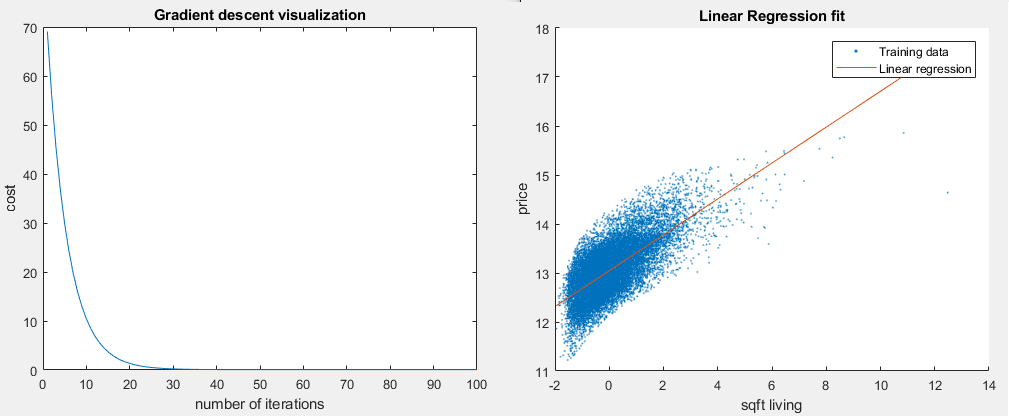 Gradient descent visualization
70
60
50
40
30
20
10
0
cost
0 10 20 30 40 50 60 70 80 90 100
number of iterations
Linear Regression fit
18
17
16
15
14
13
12
11
price
Training data
Linear regression
-2 0 2 4 6 8 10 12 14
sqft living